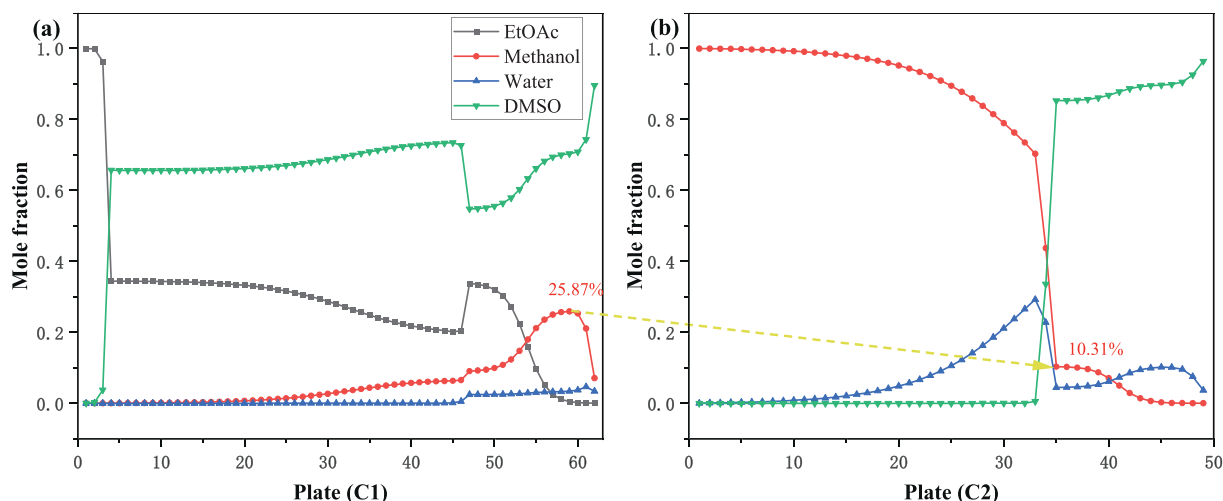 (a)
EtOAc
Methanol
Water
DMSO
25.87%
1.0
0.8
0.6
0.4
0.2
0.0
Mole fraction
0 10 20 30 40 50 60
Plate (C1)
(b)
10.31%
1.0
0.8
0.6
0.4
0.2
0.0
Mole fraction
0 10 20 30 40 50
Plate (C2)